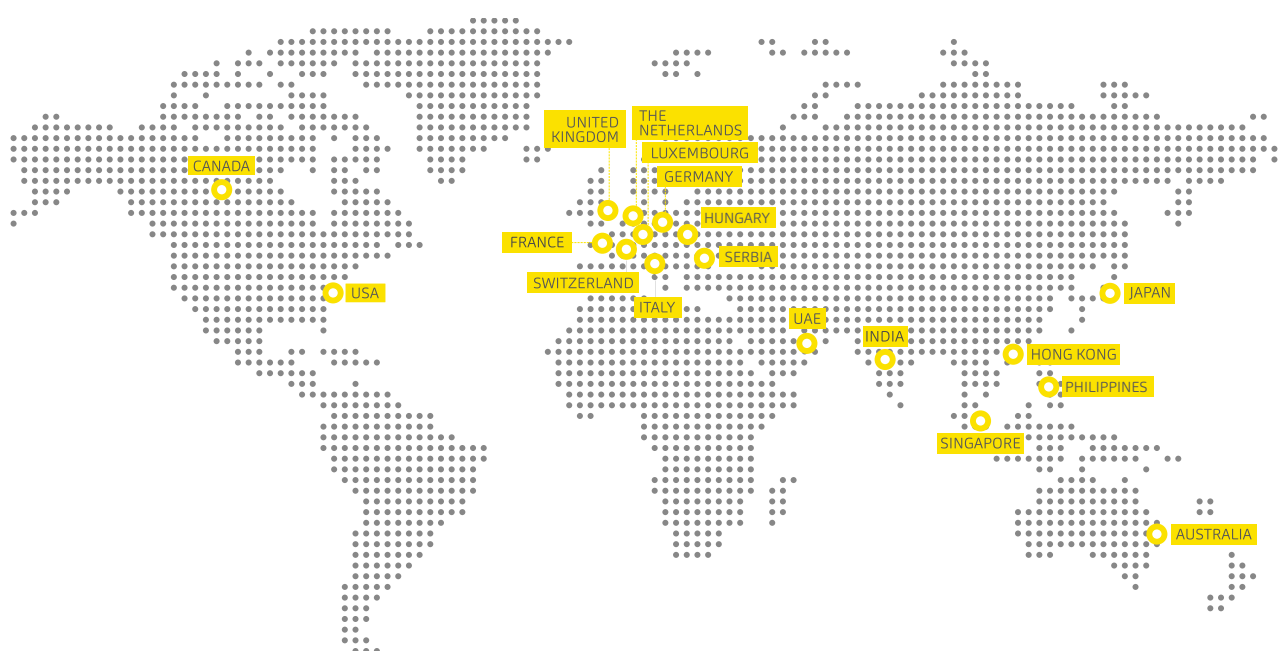 UNITED
KINGDOM
THE
NETHERLANDS
LUXEMBOURG
CANADA
GERMANY
HUNGARY
FRANCE
SERBIA
SWITZERLAND
USA
JAPAN
ITALY
UAE
INDIA
HONG KONG
PHILIPPINES
SINGAPORE
AUSTRALIA